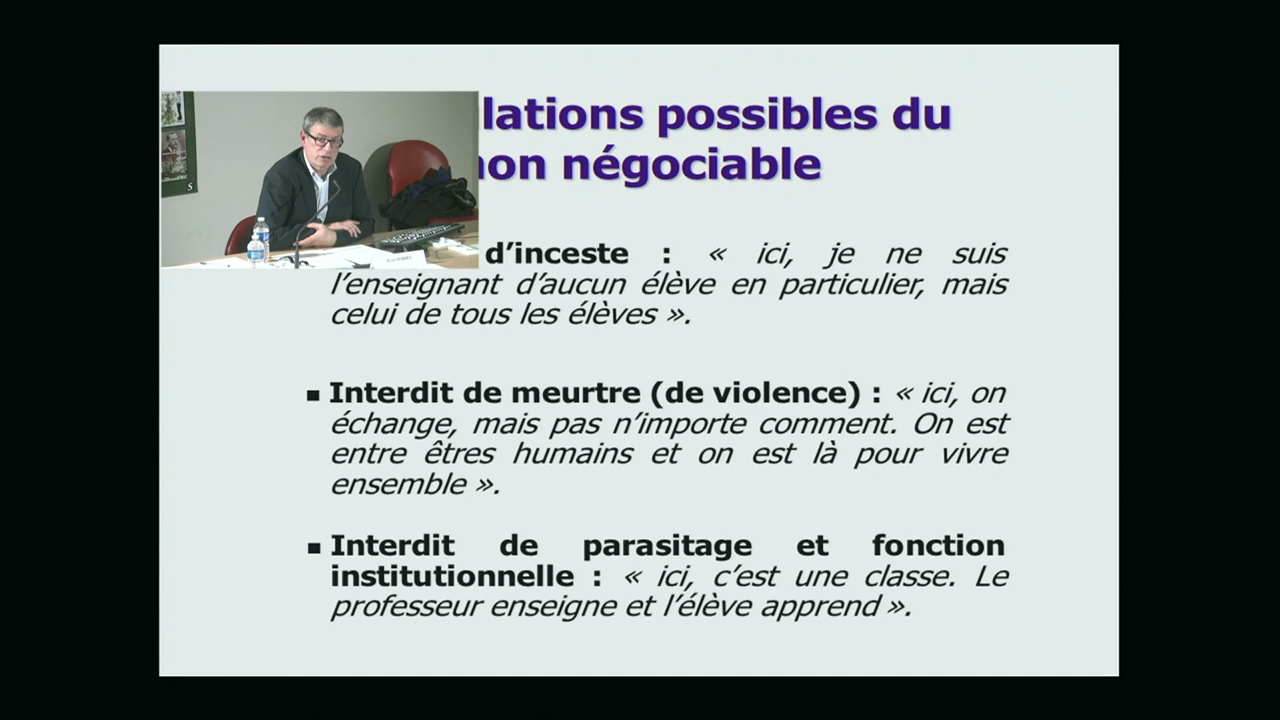 lations possibles du
non négociable
d’inceste : « ici, je ne suis
l’enseignant d’aucun élève en particulier, mais
celui de tous les élèves ».
▪ Interdit de meurtre (de violence) : « ici, on
échange, mais pas n’importe comment. On est
entre êtres humains et on est là pour vivre
ensemble ».
▪ Interdit de parasitage et fonction
institutionnelle : « ici, c’est une classe. Le
professeur enseigne et l’élève apprend ».